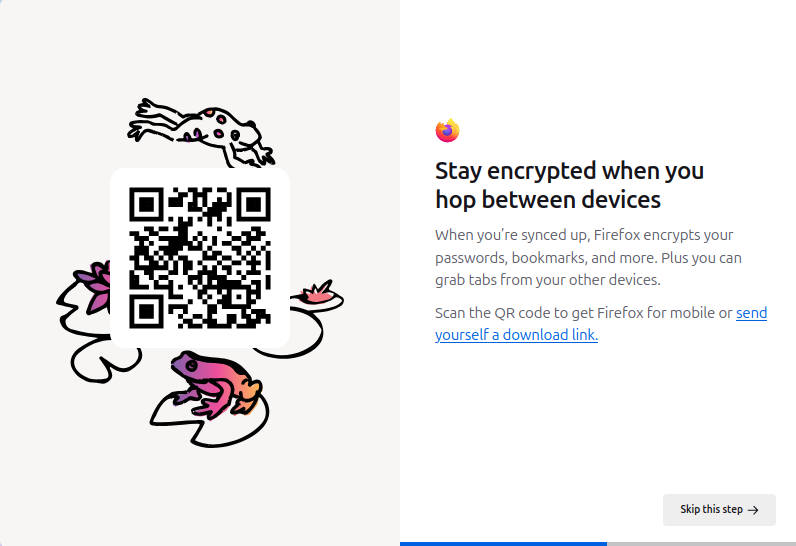 Stay encrypted when you
hop between devices
When you’re synced up, Firefox encrypts your
passwords, bookmarks, and more. Plus you can
grab tabs from your other devices.
Scan the QR code to get Firefox for mobile or send
yourself a download link.
Skip this step →